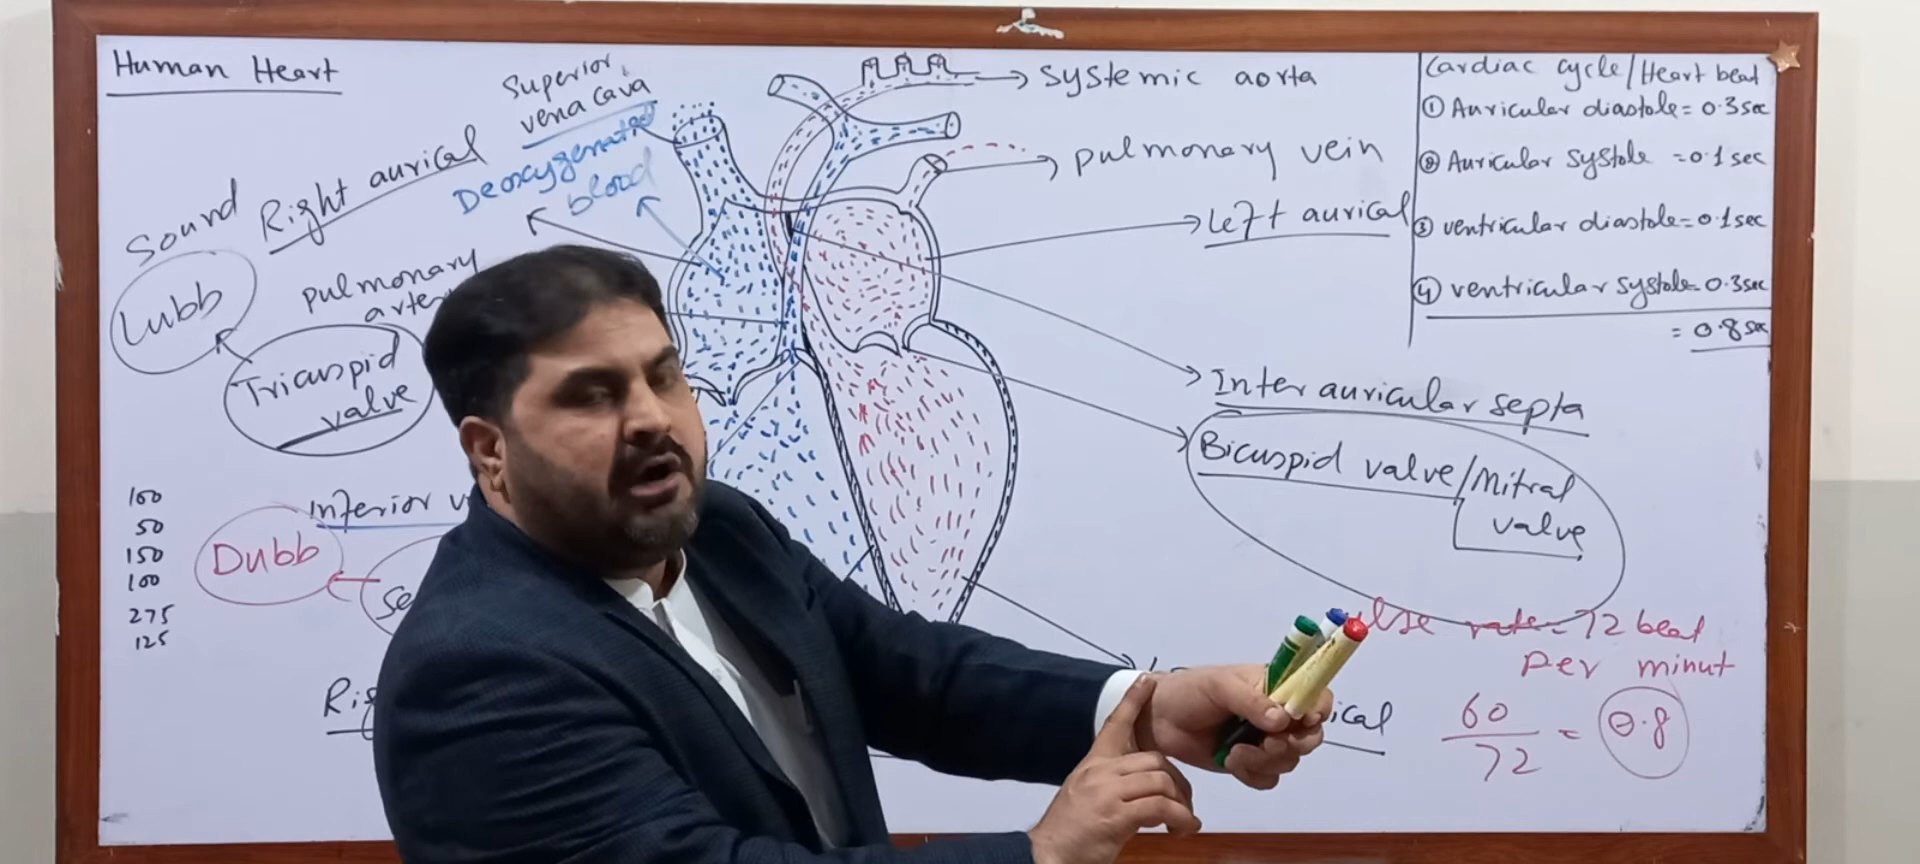 Human Heart
Superior
vena cava
Deoxygenated
blood
Right aurical
Sound
Lubb
pulmonary
Tricuspid
valve
100
50
150
100
275
125
Inferior
Dubb
systemic aorta
pulmonary vein
Left aurical
Inter auricular septa
Bicuspid valve/Mitral
valve
Cardiac cycle/Heart beat
① Auricular diastole = 0.3 sec
② Auricular systole = 0.1 sec
③ ventricular diastole = 0.1 sec
④ ventricular systole = 0.3 sec
= 0.8 sec
rate = 72 beat
Per minut
60
72
= 0.8